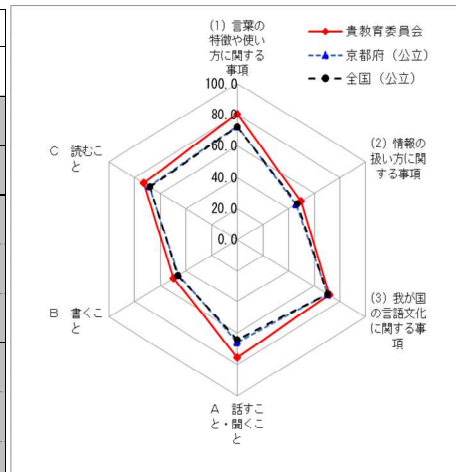 (1) 言葉の
特徴や使い
方に関する
事項
貴教育委員会
京都府（公立）
全国（公立）
100.0
80.0
60.0
40.0
20.0
0.0
(2) 情報の
扱い方に関
する事項
(3) 我が国
の言語文化
に関する事
項
A　話すこ
と・聞くこ
と
B　書くこ
と
C　読むこ
と